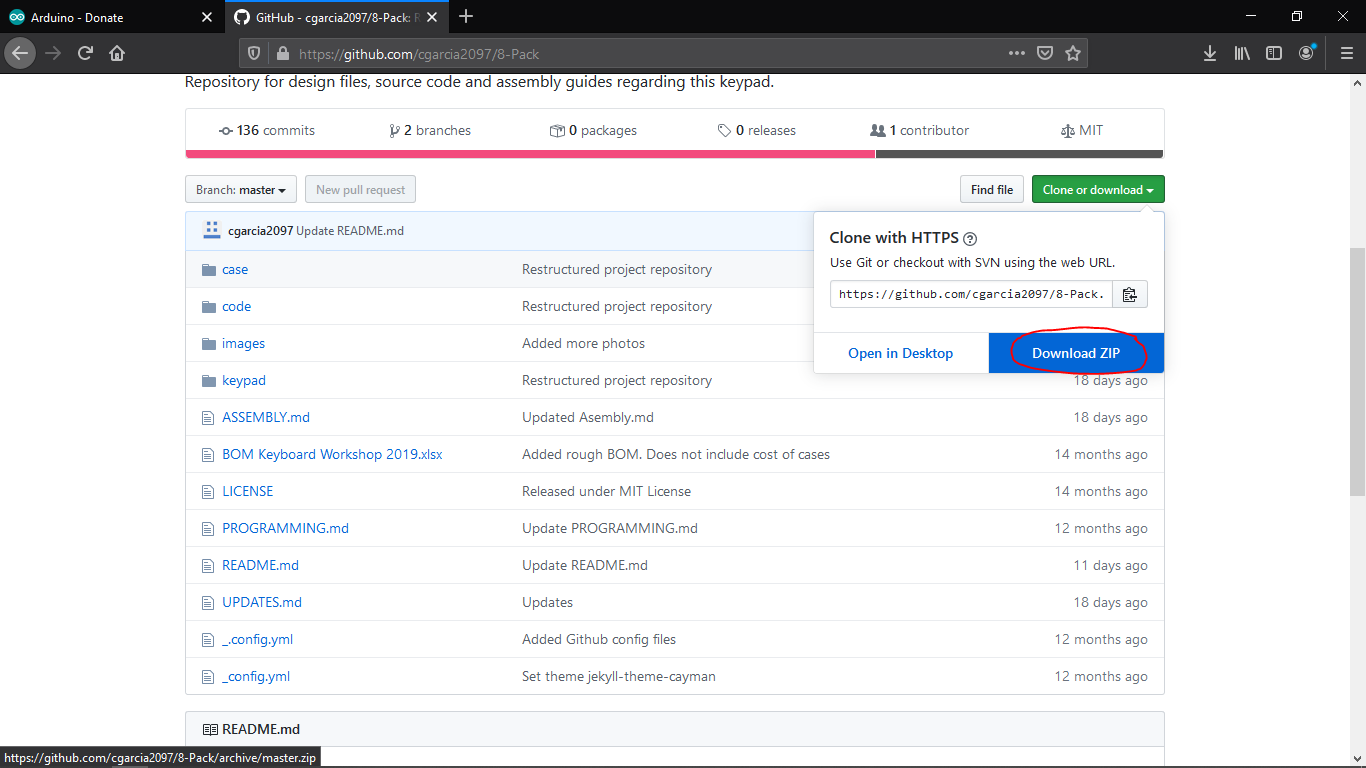 Arduino - Donate
GitHub - cgarcia2097/8-Pack: R
https://github.com/cgarcia2097/8-Pack
Repository for design files, source code and assembly guides regarding this keypad.
136 commits 2 branches 0 packages 0 releases 1 contributor MIT
Branch: master New pull request Find file Clone or download
cgarcia2097 Update README.md
Clone with HTTPS
Use Git or checkout with SVN using the web URL.
https://github.com/cgarcia2097/8-Pack.
Open in Desktop Download ZIP
case Restructured project repository
code Restructured project repository
images Added more photos
keypad Restructured project repository 18 days ago
ASSEMBLY.md Updated Asembly.md 18 days ago
BOM Keyboard Workshop 2019.xlsx Added rough BOM. Does not include cost of cases 14 months ago
LICENSE Released under MIT License 14 months ago
PROGRAMMING.md Update PROGRAMMING.md 12 months ago
README.md Update README.md 11 days ago
UPDATES.md Updates 18 days ago
_.config.yml Added Github config files 12 months ago
_config.yml Set theme jekyll-theme-cayman 12 months ago
README.md
https://github.com/cgarcia2097/8-Pack/archive/master.zip